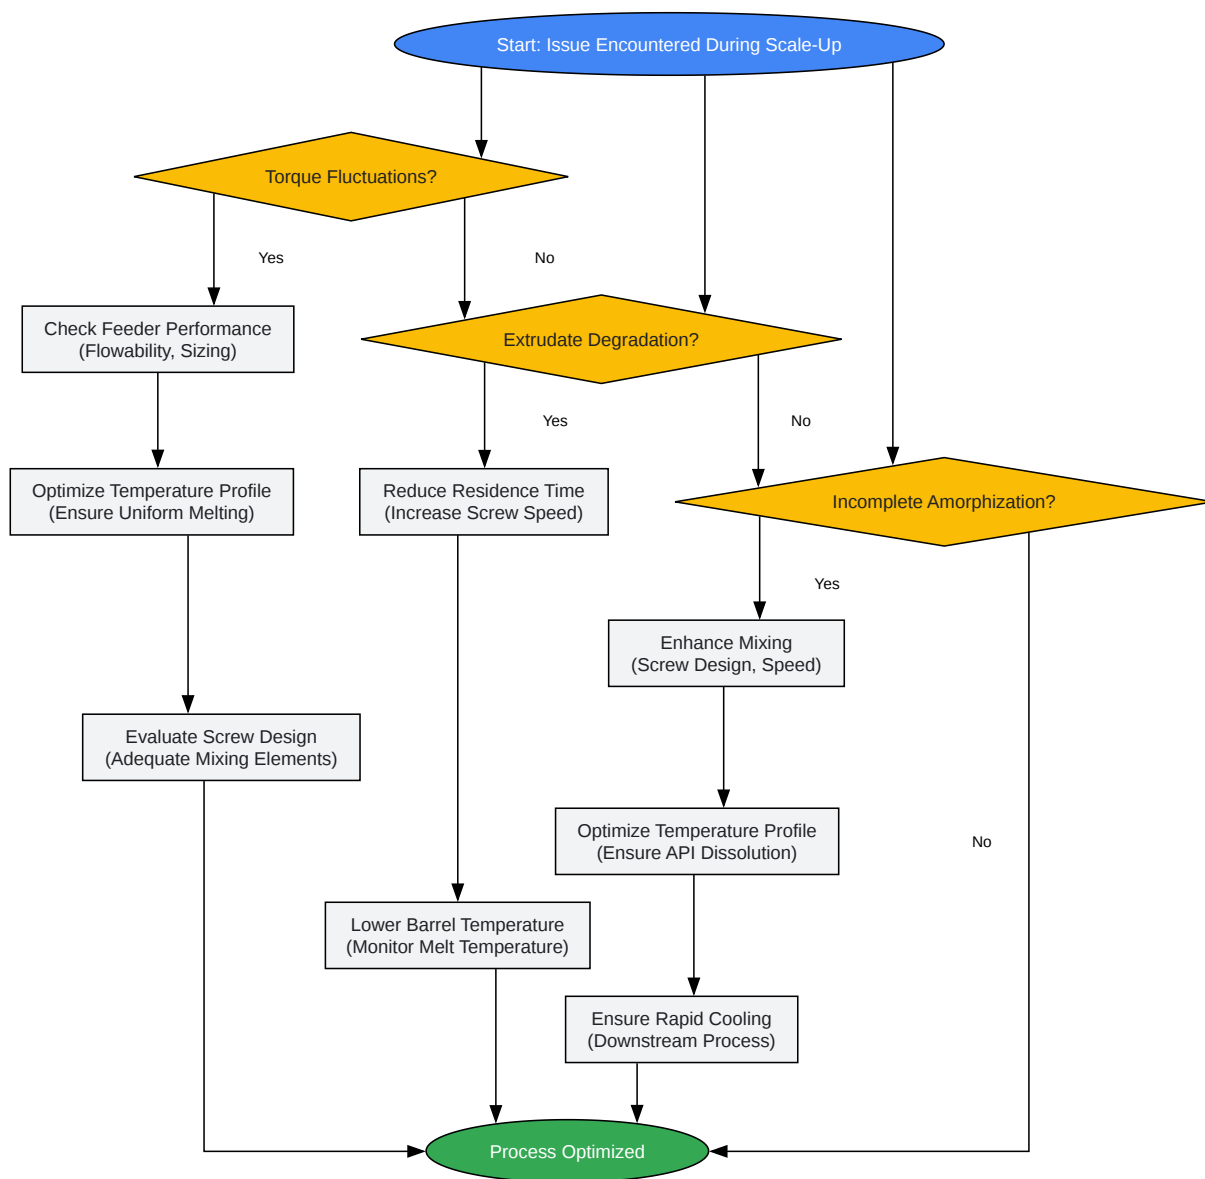 Start: Issue Encountered During Scale-Up
Torque Fluctuations?
Yes
No
Check Feeder Performance
(Flowability, Sizing)
Extrudate Degradation?
Yes
No
Optimize Temperature Profile
(Ensure Uniform Melting)
Reduce Residence Time
(Increase Screw Speed)
Incomplete Amorphization?
Yes
Enhance Mixing
(Screw Design, Speed)
Evaluate Screw Design
(Adequate Mixing Elements)
Optimize Temperature Profile
(Ensure API Dissolution)
No
Lower Barrel Temperature
(Monitor Melt Temperature)
Ensure Rapid Cooling
(Downstream Process)
Process Optimized